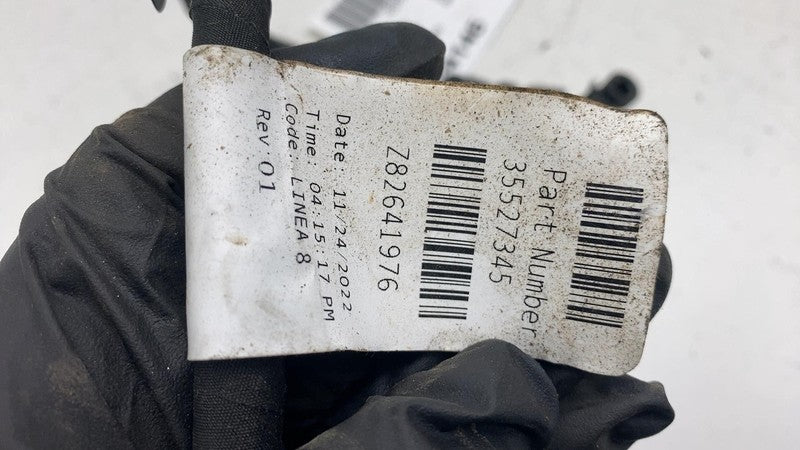 Part Number
35527345
Z82641976
Date: 11/24/2022
Time: 04:15:17 PM
Code: LINEA 8
Rev 01